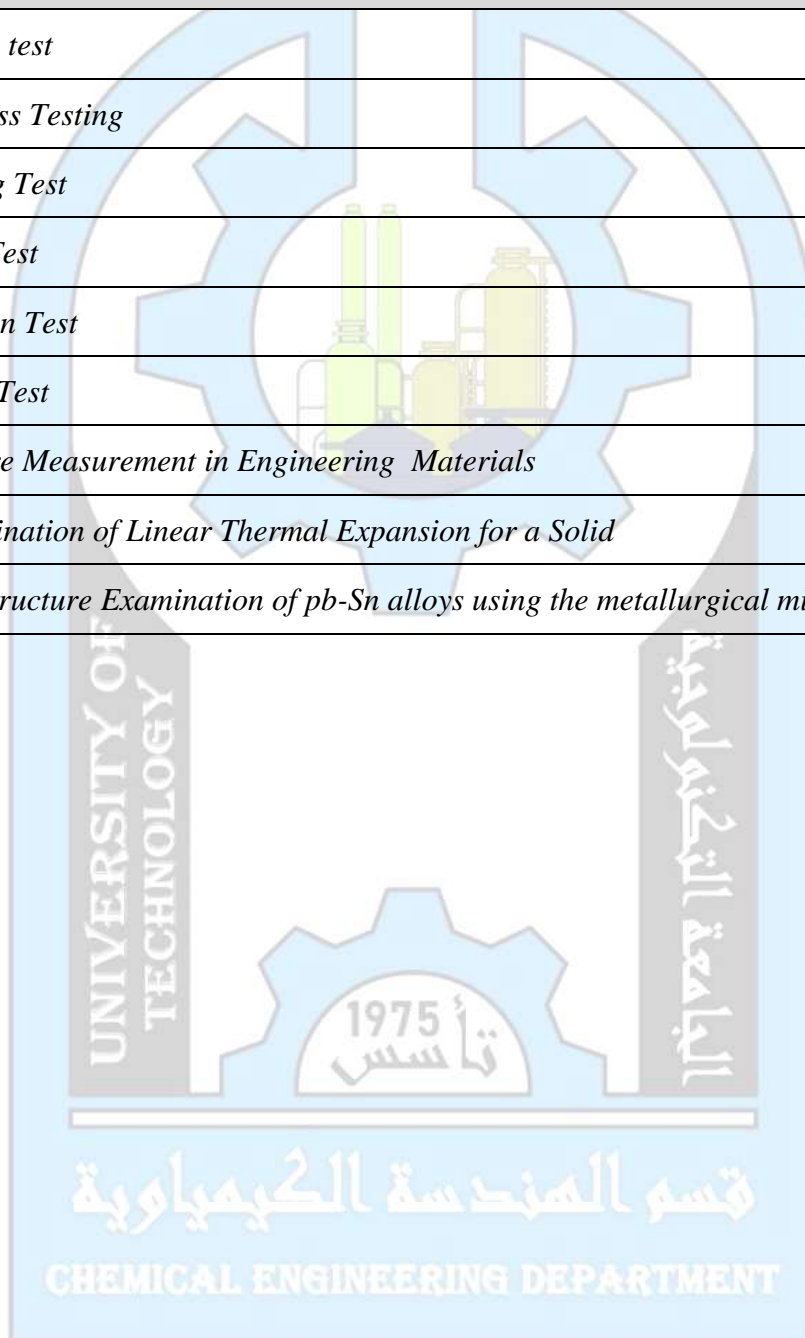 test
ss Testing
g Test
Test
n Test
Test
re Measurement in Engineering Materials
ination of Linear Thermal Expansion for a Solid
ructure Examination of pb-Sn alloys using the metallurgical mi
UNIVERSITY OF
TECHNOLOGY
الجامعة التكنولوجية
1975
تأسس
قسم الهندسة الكيمياوية
CHEMICAL ENGINEERING DEPARTMENT